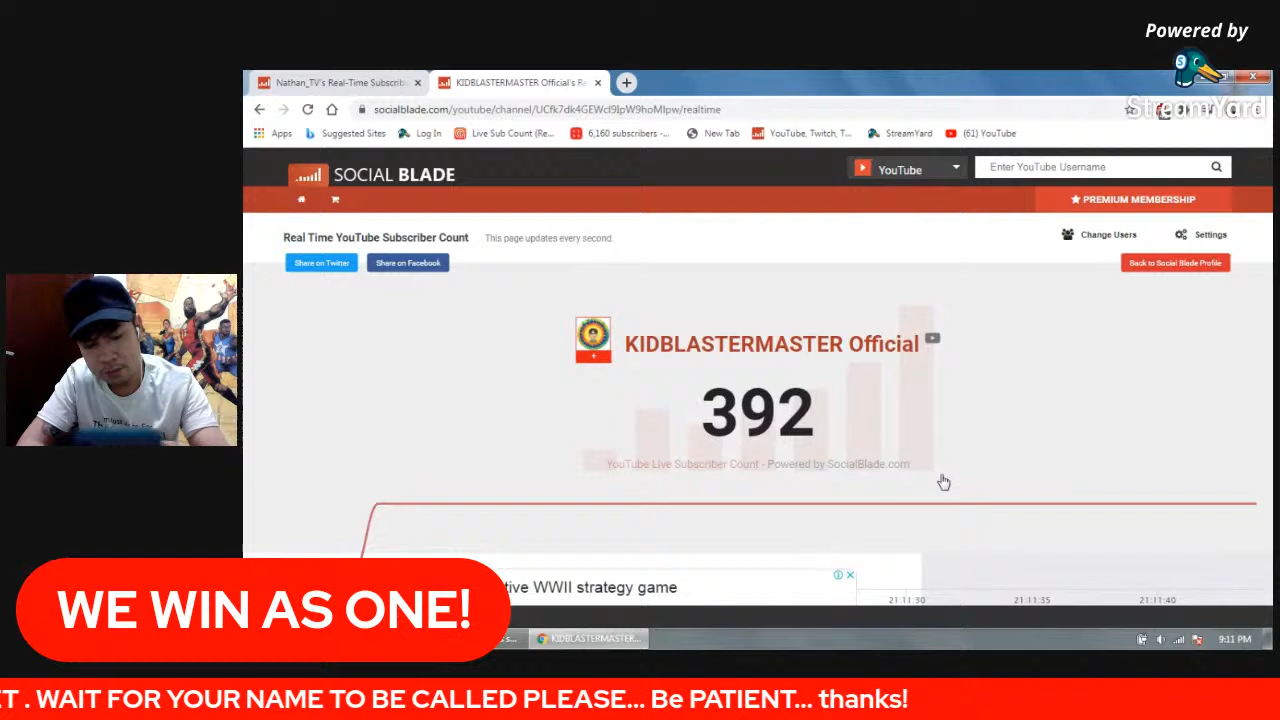 Powered by
StreamYard
Nathan_TV's Real-Time Subscrib
KIDBLASTERMASTER Official's Re
socialblade.com/youtube/channel/UCfk7dk4GEWcI9IpW9hoMIpw/realtime
Apps Suggested Sites Log In Live Sub Count (Re... 6,160 subscribers -... New Tab YouTube, Twitch, T... StreamYard (61) YouTube
SOCIAL BLADE YouTube Enter YouTube Username
PREMIUM MEMBERSHIP
Real Time YouTube Subscriber Count This page updates every second. Change Users Settings
Share on Twitter Share on Facebook Back to Social Blade Profile
KIDBLASTERMASTER Official
392
YouTube Live Subscriber Count - Powered by SocialBlade.com
tive WWII strategy game
21:11:30 21:11:35 21:11:40
WE WIN AS ONE!
KIDBLASTERMASTER... 9:11 PM
ET . WAIT FOR YOUR NAME TO BE CALLED PLEASE... Be PATIENT... thanks!